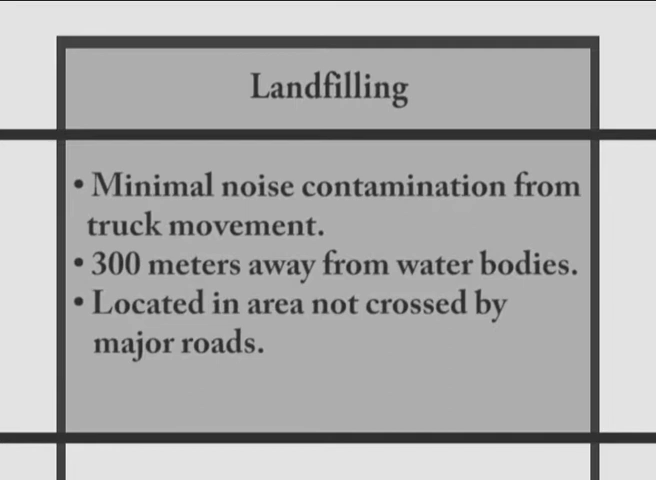 Landfilling
• Minimal noise contamination from
truck movement.
• 300 meters away from water bodies.
• Located in area not crossed by
major roads.